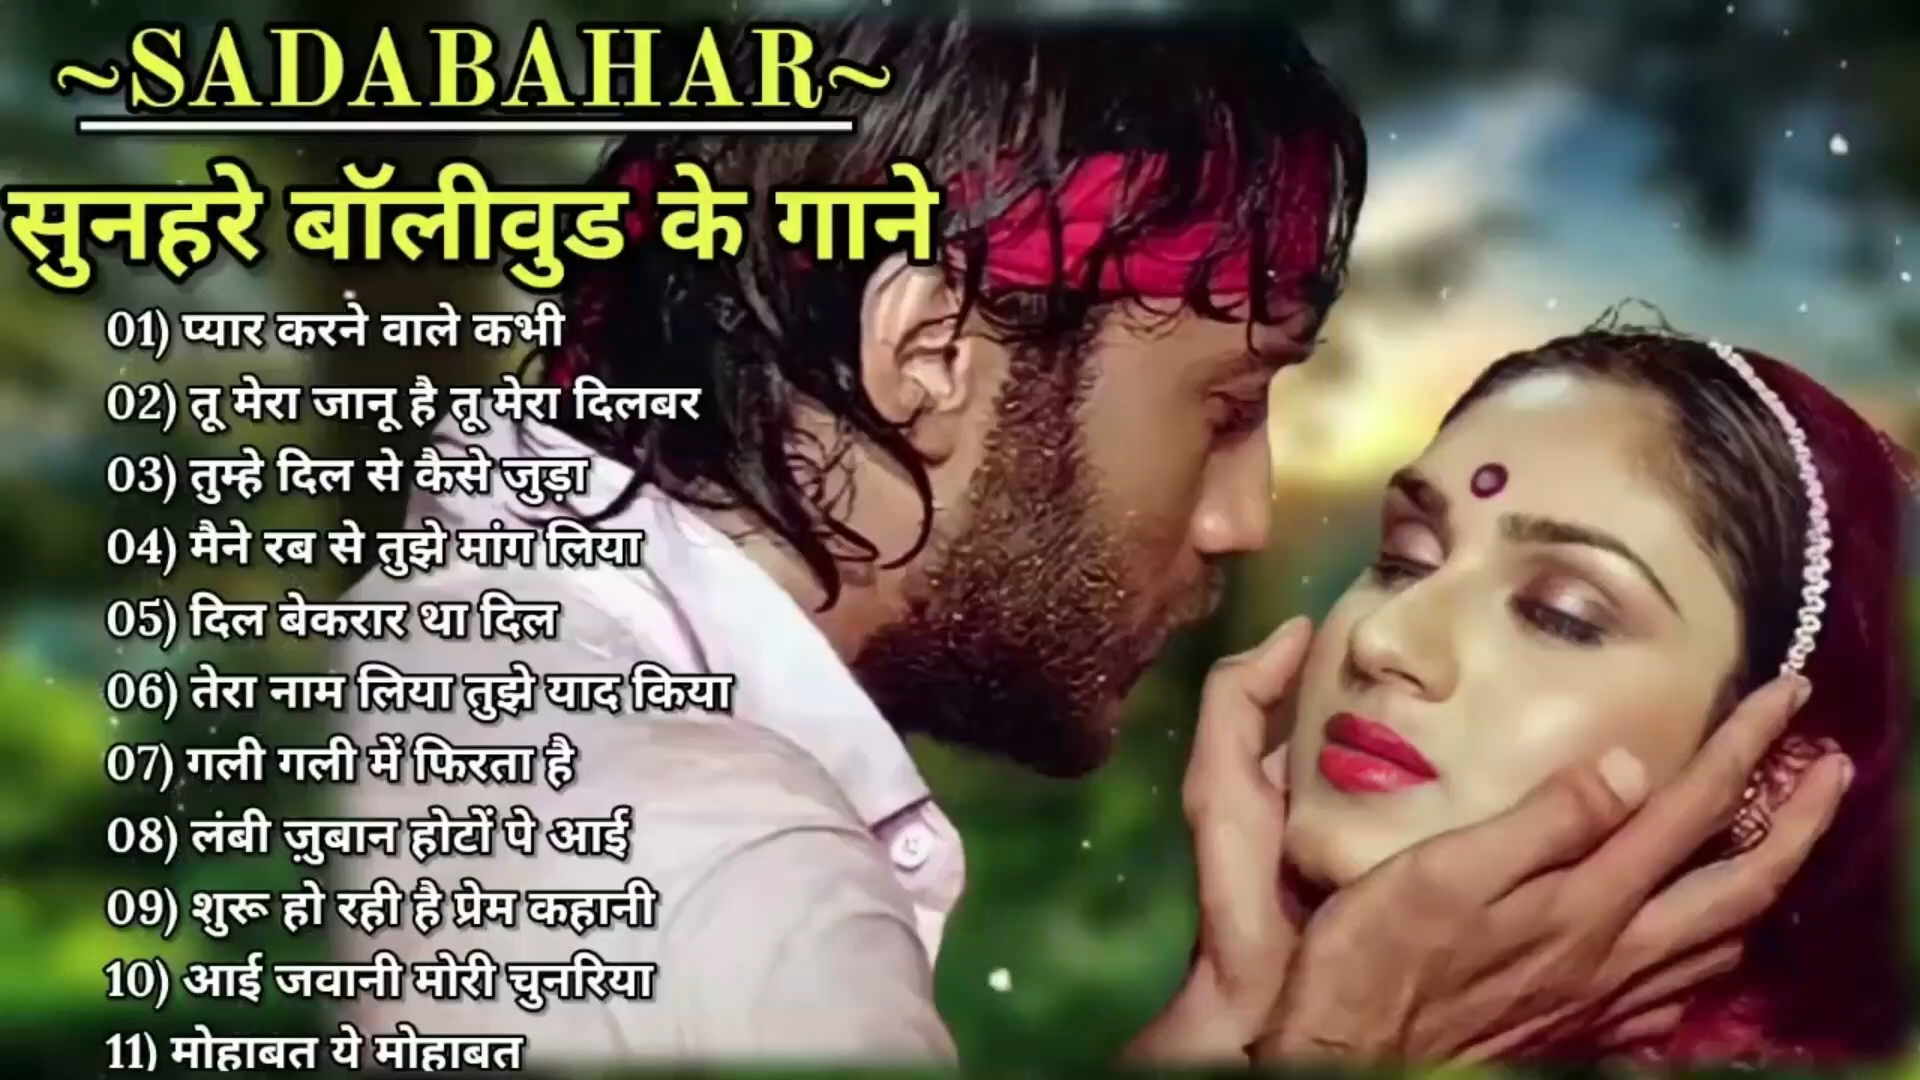 ~SADABAHAR~
सुनहरे बॉलीवुड के गाने
01) प्यार करने वाले कभी
02) तू मेरा जानू है तू मेरा दिलबर
03) तुम्हे दिल से कैसे जुड़ा
04) मैने रब से तुझे मांग लिया
05) दिल बेकरार था दिल
06) तेरा नाम लिया तुझे याद किया
07) गली गली में फिरता है
08) लंबी ज़ुबान होटों पे आई
09) शुरू हो रही है प्रेम कहानी
10) आई जवानी मोरी चुनरिया
11) मोहाबत ये मोहाबत